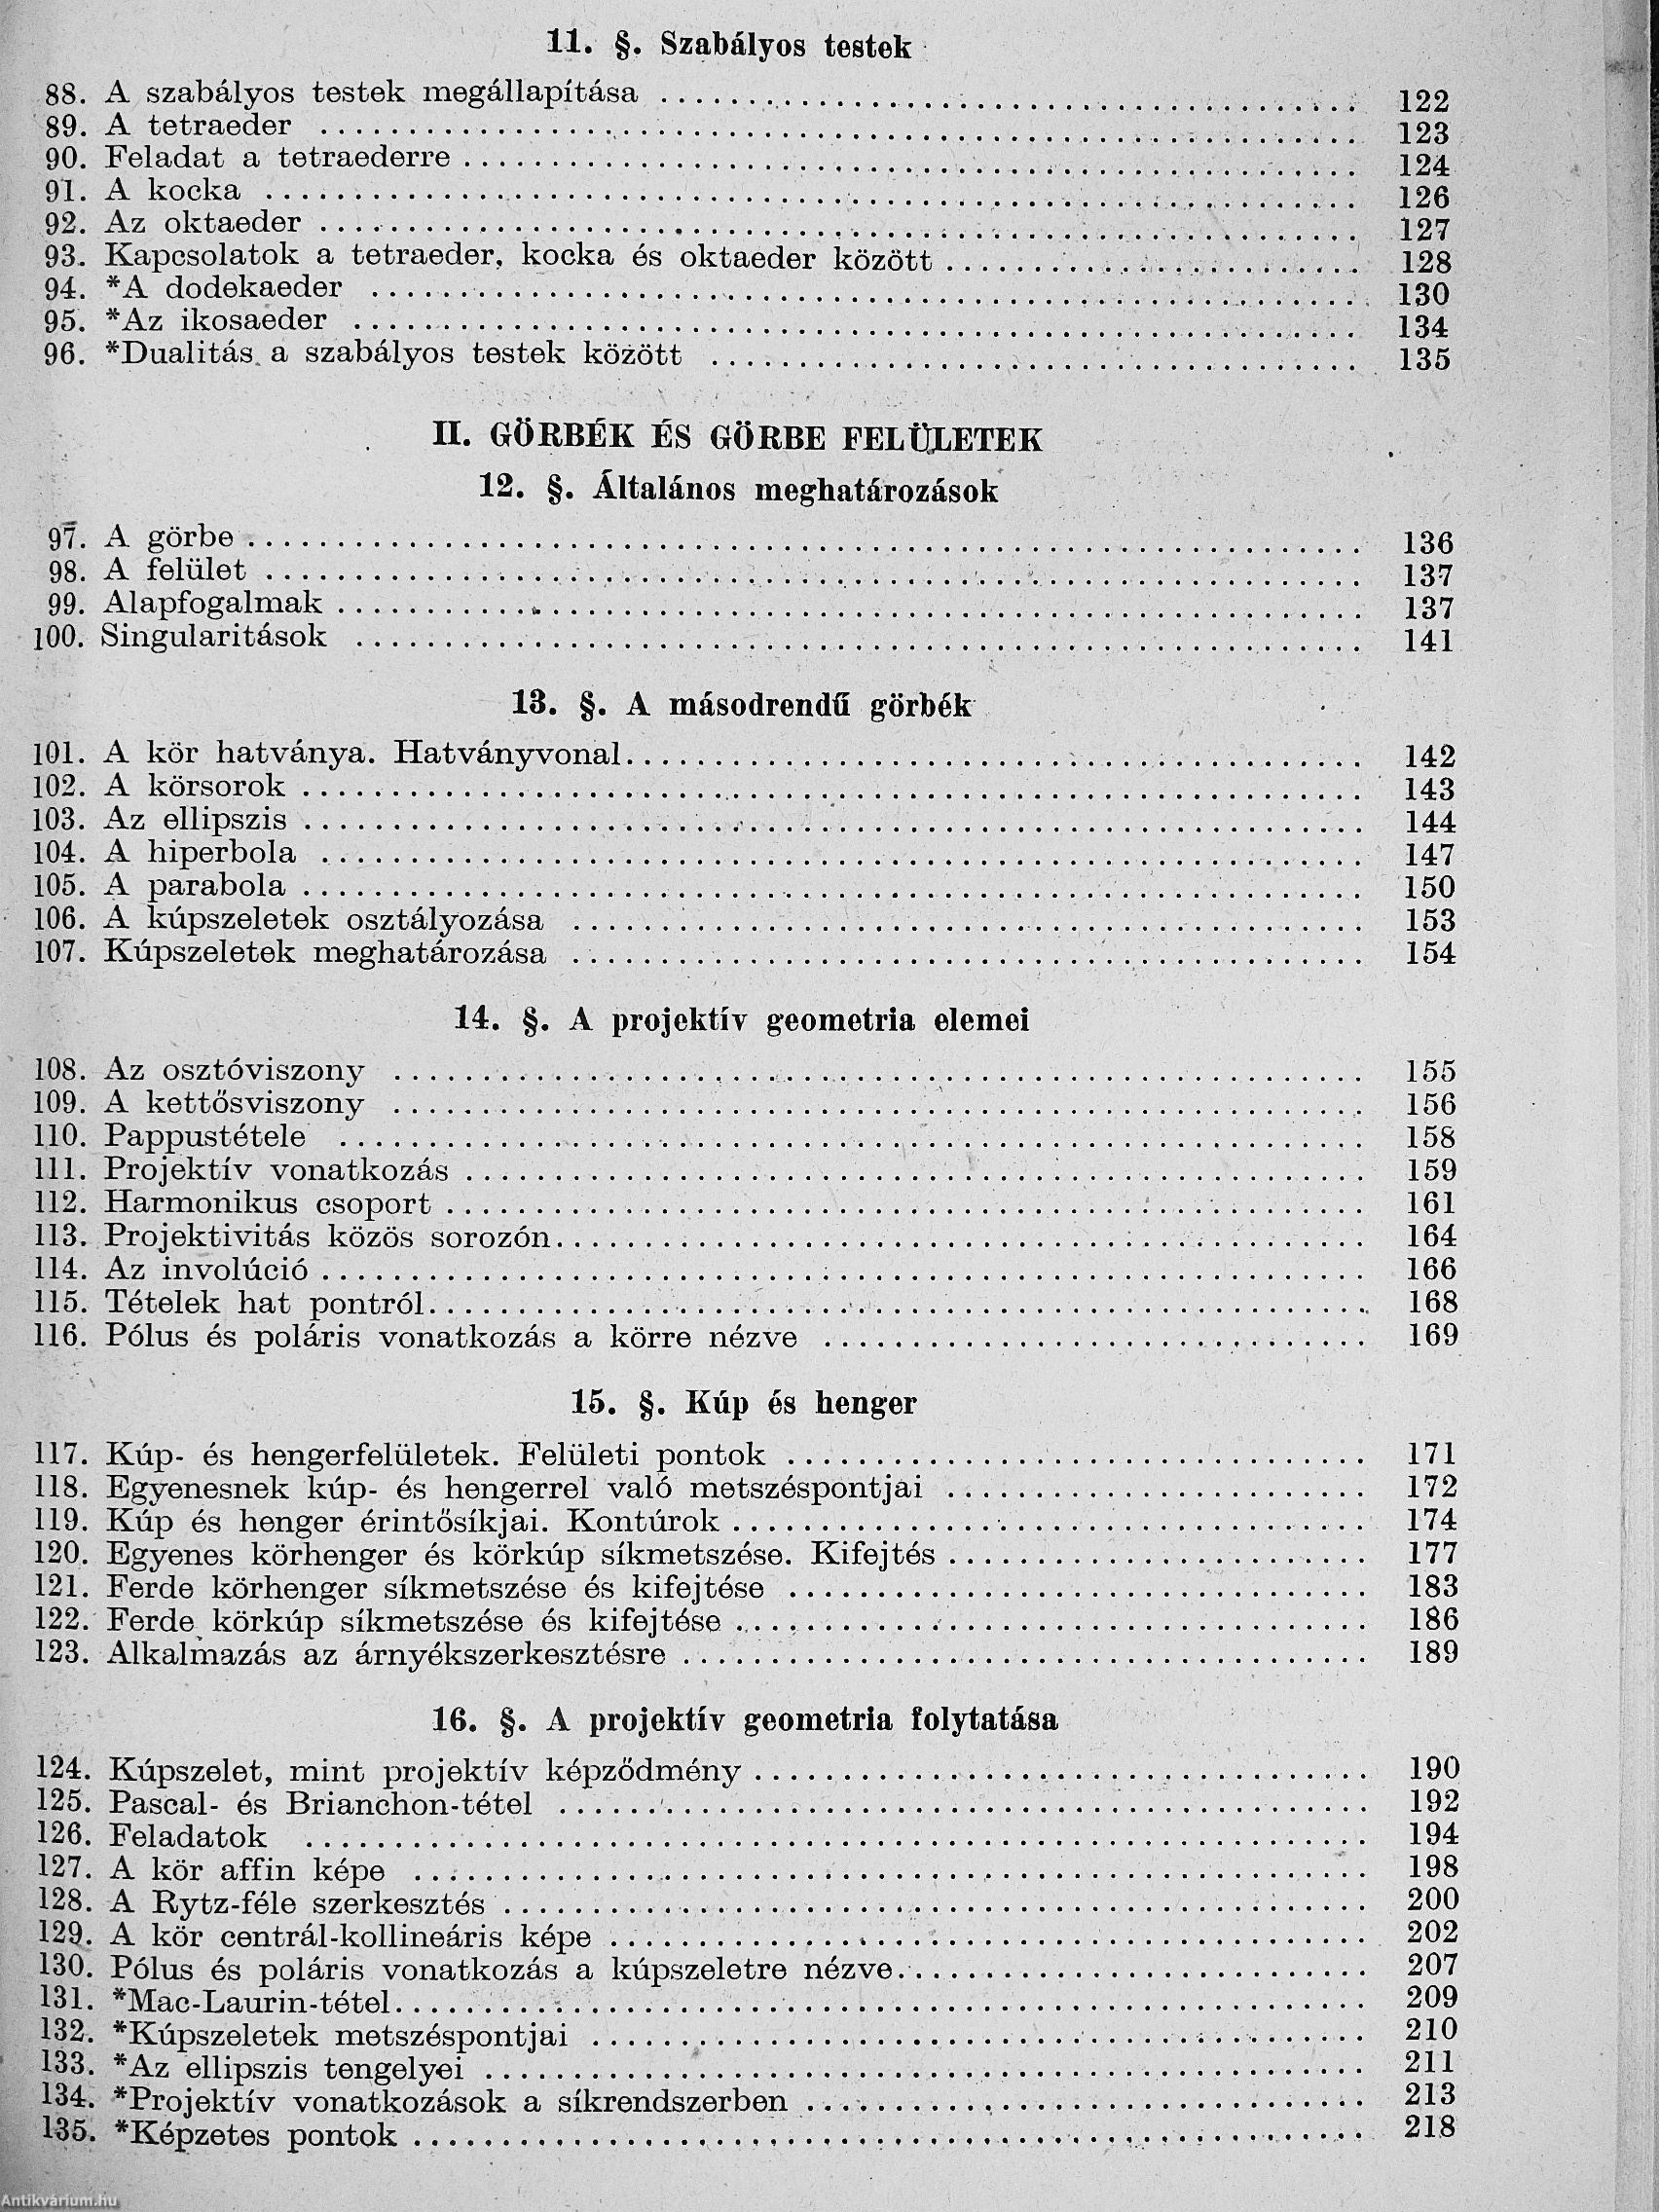 11. §. Szabályos testek
88. A szabályos testek megállapítása 122
89. A tetraeder 123
90. Feladat a tetraederre 124
91. A kocka 126
92. Az oktaeder 127
93. Kapcsolatok a tetraeder, kocka és oktaeder között 128
94. *A dodekaeder 130
95. *Az ikosaeder 134
96. *Dualitás a szabályos testek között 135
II. GÖRBÉK ÉS GÖRBE FELÜLETEK
12. §. Általános meghatározások
97. A görbe 136
98. A felület 137
99. Alapfogalmak 137
100. Singularitások 141
13. §. A másodrendű görbék
101. A kör hatványa. Hatványvonal 142
102. A körsorok 143
103. Az ellipszis 144
104. A hiperbola 147
105. A parabola 150
106. A kúpszeletek osztályozása 153
107. Kúpszeletek meghatározása 154
14. §. A projektív geometria elemei
108. Az osztóviszony 155
109. A kettősviszony 156
110. Pappustétele 158
111. Projektív vonatkozás 159
112. Harmonikus csoport 161
113. Projektivitás közös sorozón 164
114. Az involúció 166
115. Tételek hat pontról 168
116. Pólus és poláris vonatkozás a körre nézve 169
15. §. Kúp és henger
117. Kúp- és hengerfelületek. Felületi pontok 171
118. Egyenesnek kúp- és hengerrel való metszéspontjai 172
119. Kúp és henger érintősíkjai. Kontúrok 174
120. Egyenes körhenger és körkúp síkmetszése. Kifejtés 177
121. Ferde körhenger síkmetszése és kifejtése 183
122. Ferde körkúp síkmetszése és kifejtése 186
123. Alkalmazás az árnyékszerkesztésre 189
16. §. A projektív geometria folytatása
124. Kúpszelet, mint projektív képződmény 190
125. Pascal- és Brianchon-tétel 192
126. Feladatok 194
127. A kör affin képe 198
128. A Rytz-féle szerkesztés 200
129. A kör centrál-kollineáris képe 202
130. Pólus és poláris vonatkozás a kúpszeletre nézve 207
131. *Mac-Laurin-tétel 209
132. *Kúpszeletek metszéspontjai 210
133. *Az ellipszis tengelyei 211
134. *Projektív vonatkozások a síkrendszerben 213
135. *Képzetes pontok 218
Antikvárium.hu